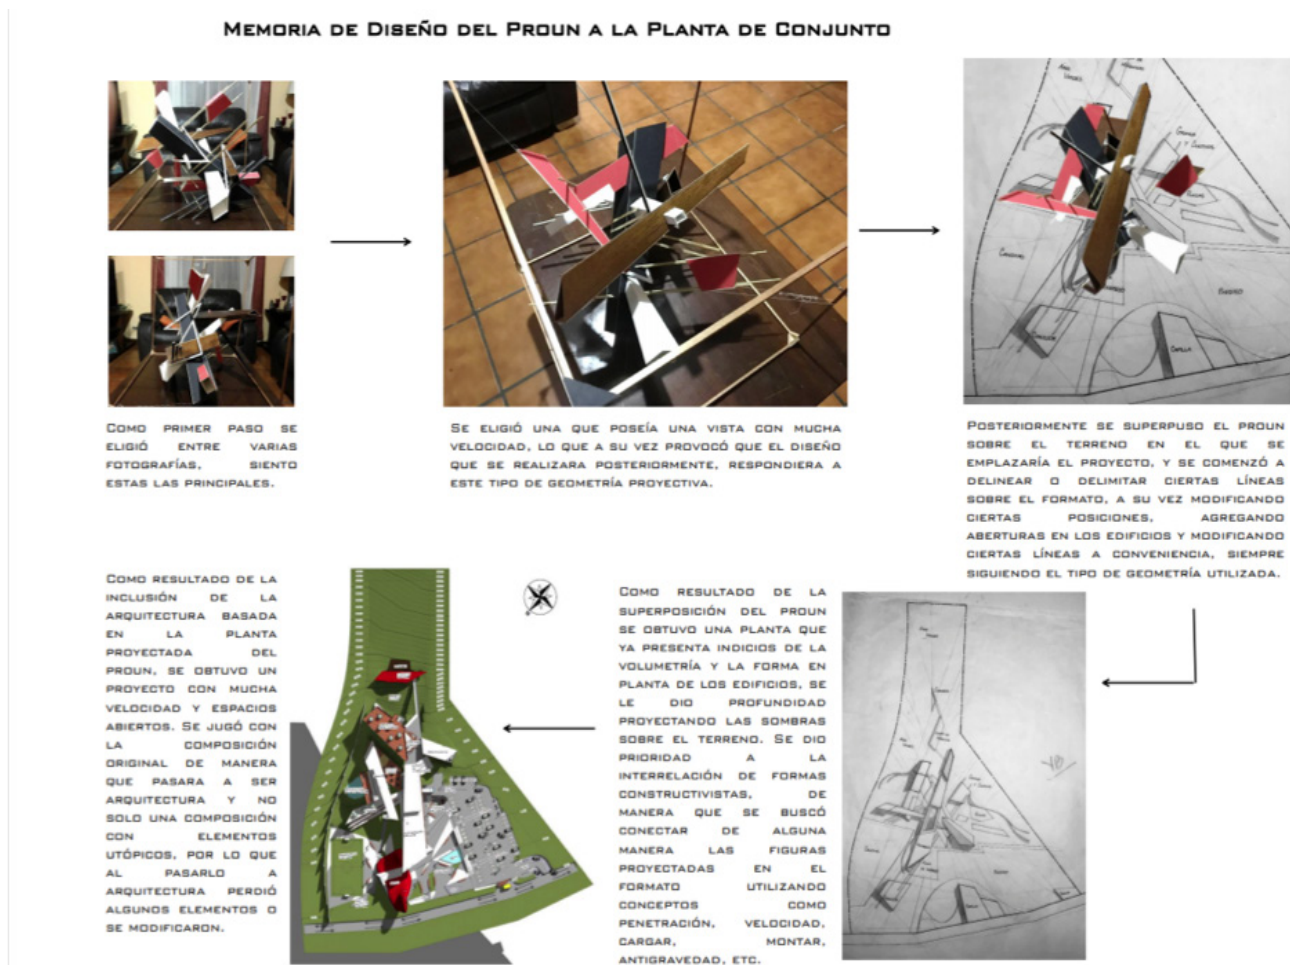 MEMORIA DE DISEÑO DEL PROUN A LA PLANTA DE CONJUNTO
COMO PRIMER PASO SE
ELIGIÓ ENTRE VARIAS
FOTOGRAFÍAS, SIENTO
ESTAS LAS PRINCIPALES.
SE ELIGIÓ UNA QUE POSEÍA UNA VISTA CON MUCHA
VELOCIDAD, LO QUE A SU VEZ PROVOCÓ QUE EL DISEÑO
QUE SE REALIZARA POSTERIORMENTE, RESPONDIERA A
ESTE TIPO DE GEOMETRÍA PROYECTIVA.
CAPILLA
POSTERIORMENTE SE SUPERPUSO EL PROUN
SOBRE EL TERRENO EN EL QUE SE
EMPLAZARÍA EL PROYECTO, Y SE COMENZÓ A
DELINEAR O DELIMITAR CIERTAS LÍNEAS
SOBRE EL FORMATO, A SU VEZ MODIFICANDO
CIERTAS POSICIONES, AGREGANDO
ABERTURAS EN LOS EDIFICIOS Y MODIFICANDO
CIERTAS LÍNEAS A CONVENIENCIA, SIEMPRE
SIGUIENDO EL TIPO DE GEOMETRÍA UTILIZADA.
COMO RESULTADO DE LA
SUPERPOSICIÓN DEL PROUN
SE OBTUVO UNA PLANTA QUE
YA PRESENTA INDICIOS DE LA
VOLUMETRÍA Y LA FORMA EN
PLANTA DE LOS EDIFICIOS, SE
LE DIO PROFUNDIDAD
PROYECTANDO LAS SOMBRAS
SOBRE EL TERRENO. SE DIO
PRIORIDAD A LA
INTERRELACIÓN DE FORMAS
CONSTRUCTIVISTAS, DE
MANERA QUE SE BUSCÓ
CONECTAR DE ALGUNA
MANERA LAS FIGURAS
PROYECTADAS EN EL
FORMATO UTILIZANDO
CONCEPTOS COMO
PENETRACIÓN, VELOCIDAD,
CARGAR, MONTAR,
ANTIGRAVEDAD, ETC.
COMO RESULTADO DE LA
INCLUSIÓN DE LA
ARQUITECTURA BASADA
EN LA PLANTA
PROYECTADA DEL
PROUN, SE OBTUVO UN
PROYECTO CON MUCHA
VELOCIDAD Y ESPACIOS
ABIERTOS. SE JUGÓ CON
LA COMPOSICIÓN
ORIGINAL DE MANERA
QUE PASARA A SER
ARQUITECTURA Y NO
SOLO UNA COMPOSICIÓN
CON ELEMENTOS
UTÓPICOS, POR LO QUE
AL PASARLO A
ARQUITECTURA PERDIÓ
ALGUNOS ELEMENTOS O
SE MODIFICARON.